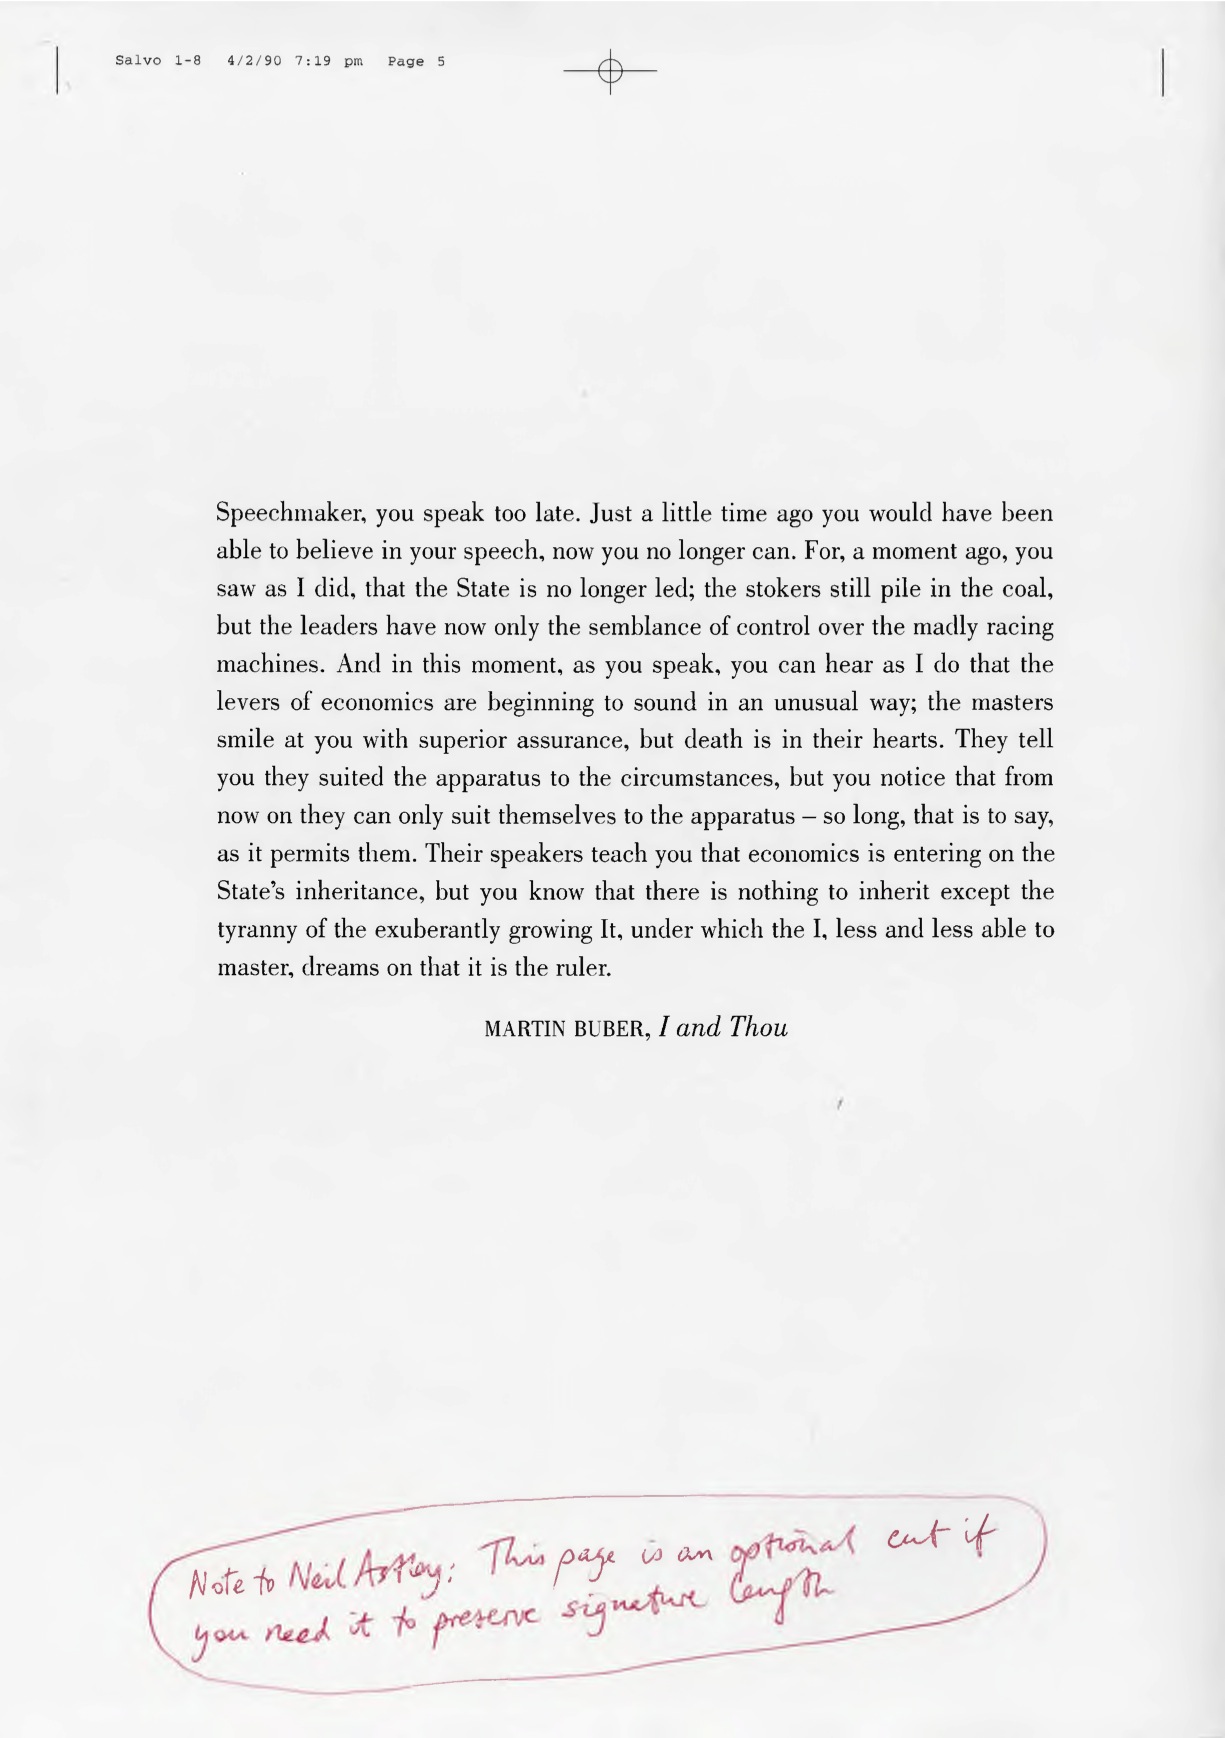 Salvo 1-8 4/2/90 7:19 pm Page 5
Speechmaker, you speak too late. Just a little time ago you would have been
able to believe in your speech, now you no longer can. For, a moment ago, you
saw as I did, that the State is no longer led; the stokers still pile in the coal,
but the leaders have now only the semblance of control over the madly racing
machines. And in this moment, as you speak, you can hear as I do that the
levers of economics are beginning to sound in an unusual way; the masters
smile at you with superior assurance, but death is in their hearts. They tell
you they suited the apparatus to the circumstances, but you notice that from
now on they can only suit themselves to the apparatus – so long, that is to say,
as it permits them. Their speakers teach you that economics is entering on the
State’s inheritance, but you know that there is nothing to inherit except the
tyranny of the exuberantly growing It, under which the I, less and less able to
master, dreams on that it is the ruler.
MARTIN BUBER, I and Thou
Note to Neil Astley: This page is an optional cut if
you need it to preserve signature length